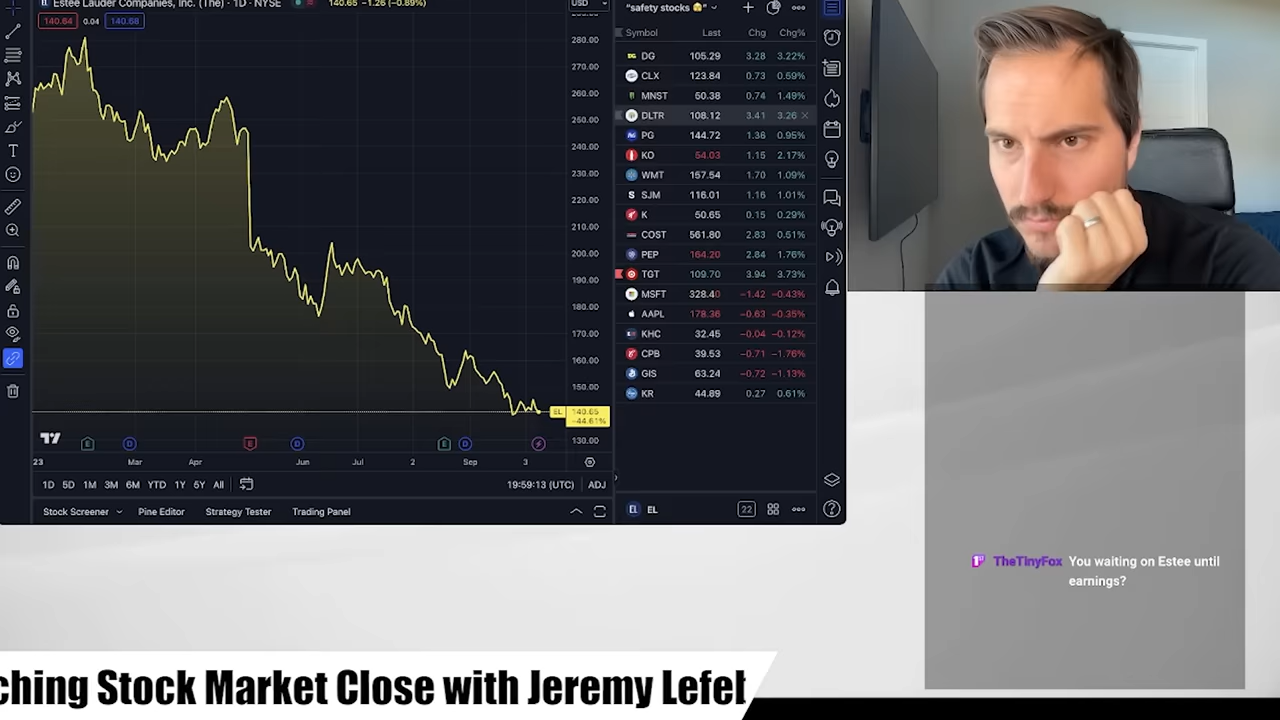 Estee Lauder Companies, Inc. (The) · 1D · NYSE 140.65 −1.26 (−0.89%)
USD
140.64 0.04 140.68
280.00
270.00
260.00
250.00
240.00
230.00
220.00
210.00
200.00
190.00
180.00
170.00
160.00
150.00
EL 140.65
−44.61%
130.00
E D E D E D
23 Mar Apr Jun Jul 2 Sep 3
1D 5D 1M 3M 6M YTD 1Y 5Y All 19:59:13 (UTC) ADJ
Stock Screener Pine Editor Strategy Tester Trading Panel
"safety stocks
Symbol Last Chg Chg%
DG 105.29 3.28 3.22%
CLX 123.84 0.73 0.59%
MNST 50.38 0.74 1.49%
DLTR 108.12 3.41 3.26
PG 144.72 1.36 0.95%
KO 54.03 1.15 2.17%
WMT 157.54 1.70 1.09%
SJM 116.01 1.16 1.01%
K 50.65 0.15 0.29%
COST 561.80 2.83 0.51%
PEP 164.20 2.84 1.76%
TGT 109.70 3.94 3.73%
MSFT 328.40 −1.42 −0.43%
AAPL 178.36 −0.63 −0.35%
KHC 32.45 −0.04 −0.12%
CPB 39.53 −0.71 −1.76%
GIS 63.24 −0.72 −1.13%
KR 44.89 0.27 0.61%
EL 22
TheTinyFox You waiting on Estee until
earnings?
ching Stock Market Close with Jeremy Lefel